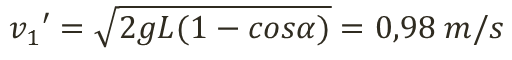 v₁′ = √(2gL(1 − cosα)) = 0,98 m/s